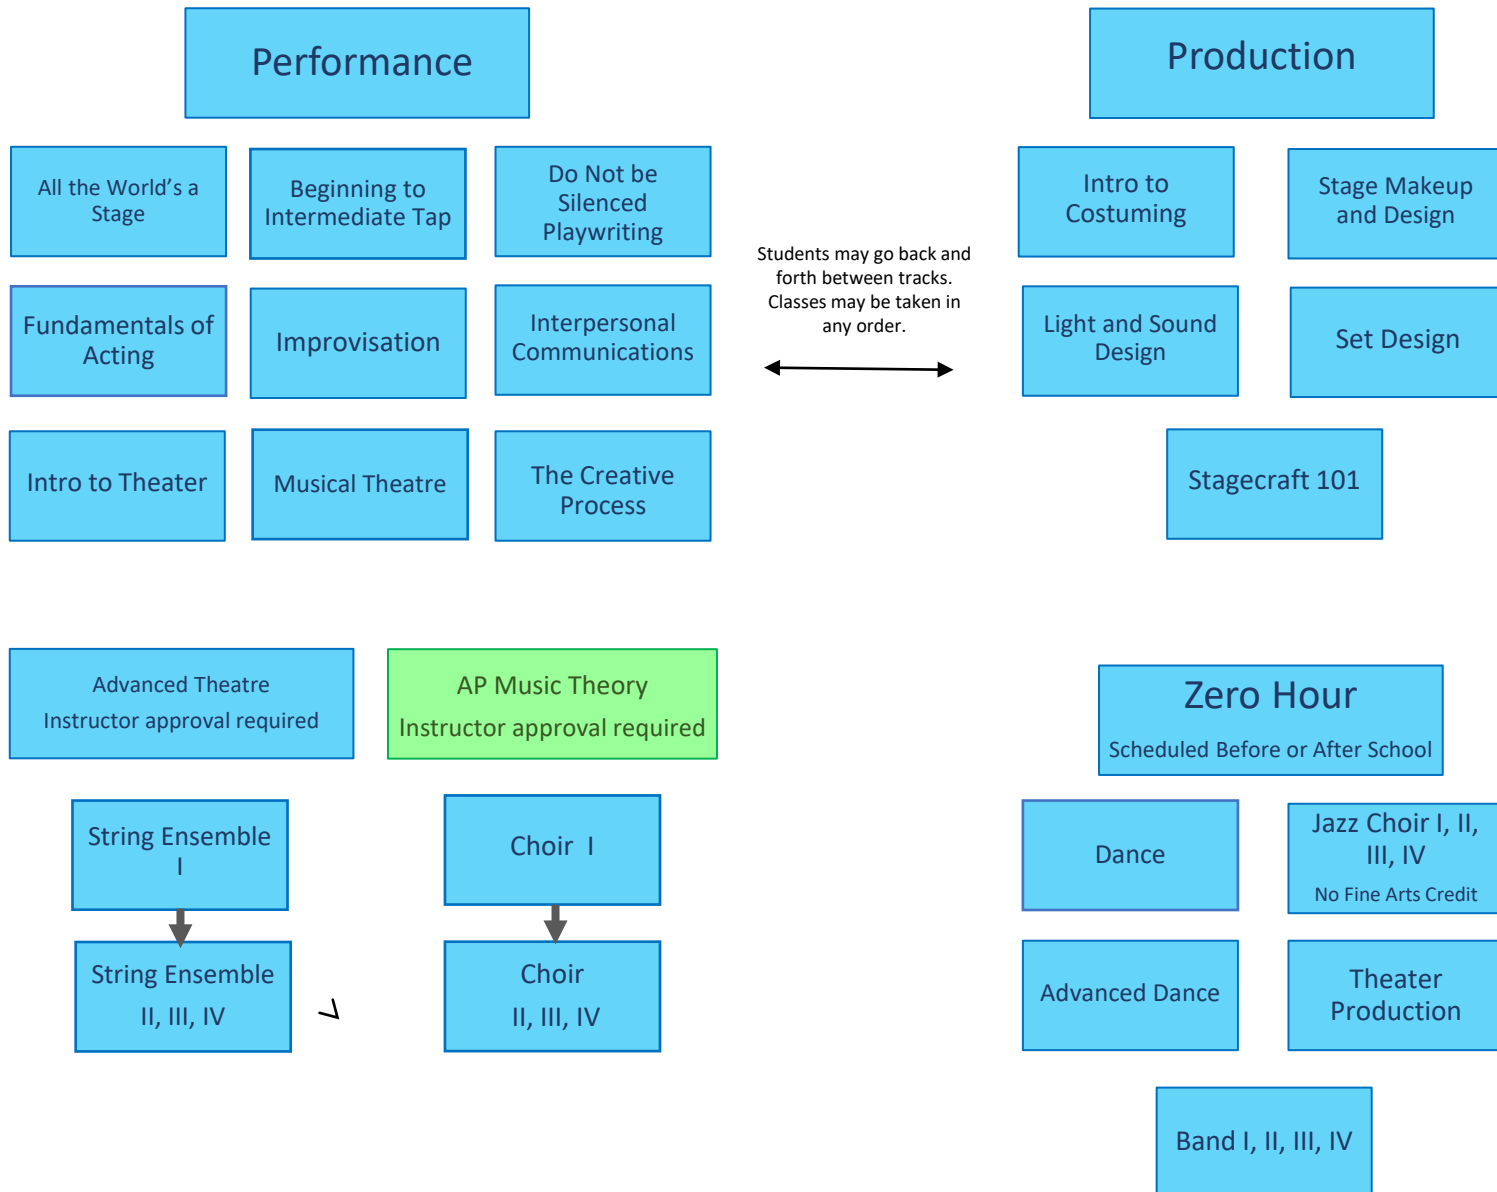 Performance
Production
All the World’s a
Stage
Beginning to
Intermediate Tap
Do Not be
Silenced
Playwriting
Fundamentals of
Acting
Improvisation
Interpersonal
Communications
Intro to Theater
Musical Theatre
The Creative
Process
Students may go back and
forth between tracks.
Classes may be taken in
any order.
Intro to
Costuming
Stage Makeup
and Design
Light and Sound
Design
Set Design
Stagecraft 101
Advanced Theatre
Instructor approval required
AP Music Theory
Instructor approval required
String Ensemble
I
String Ensemble
II, III, IV
Choir I
Choir
II, III, IV
Zero Hour
Scheduled Before or After School
Dance
Jazz Choir I, II,
III, IV
No Fine Arts Credit
Advanced Dance
Theater
Production
Band I, II, III, IV